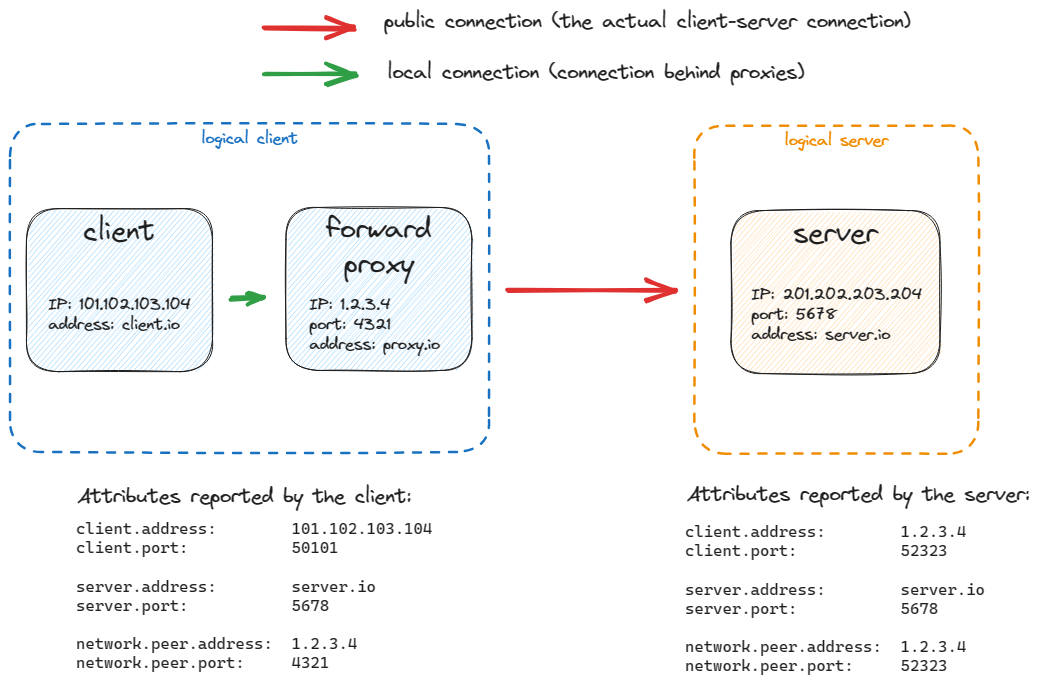 public connection (the actual client-server connection)
local connection (connection behind proxies)
logical client
logical server
client
IP: 101.102.103.104
address: client.io
forward
proxy
IP: 1.2.3.4
port: 4321
address: proxy.io
server
IP: 201.202.203.204
port: 5678
address: server.io
Attributes reported by the client:
client.address: 101.102.103.104
client.port: 50101
server.address: server.io
server.port: 5678
network.peer.address: 1.2.3.4
network.peer.port: 4321
Attributes reported by the server:
client.address: 1.2.3.4
client.port: 52323
server.address: server.io
server.port: 5678
network.peer.address: 1.2.3.4
network.peer.port: 52323